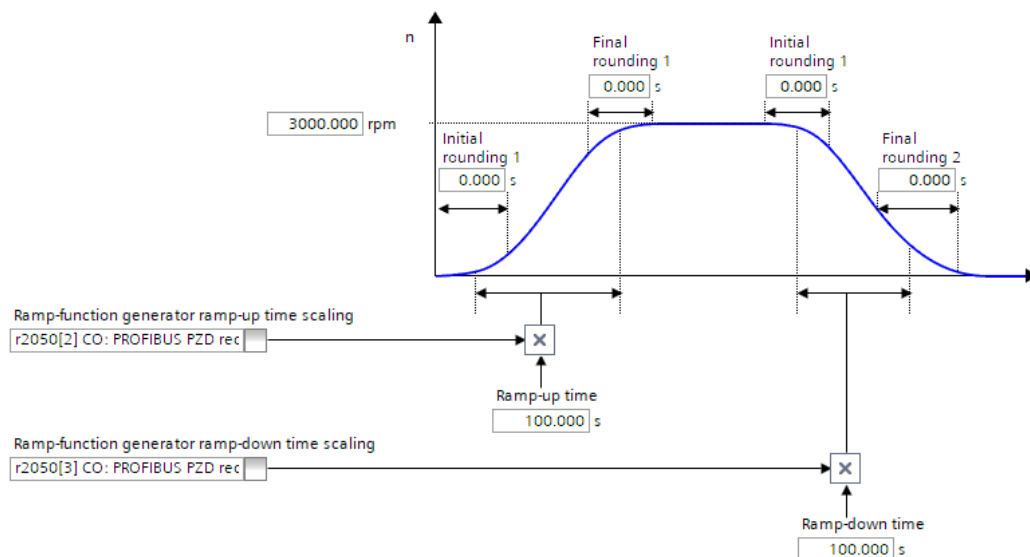 n
Final
rounding 1
0.000 s
Initial
rounding 1
0.000 s
3000.000 rpm
Initial
rounding 1
0.000 s
Final
rounding 2
0.000 s
Ramp-function generator ramp-up time scaling
r2050[2] CO: PROFIBUS PZD rec
Ramp-up time
100.000 s
Ramp-function generator ramp-down time scaling
r2050[3] CO: PROFIBUS PZD rec
Ramp-down time
100.000 s